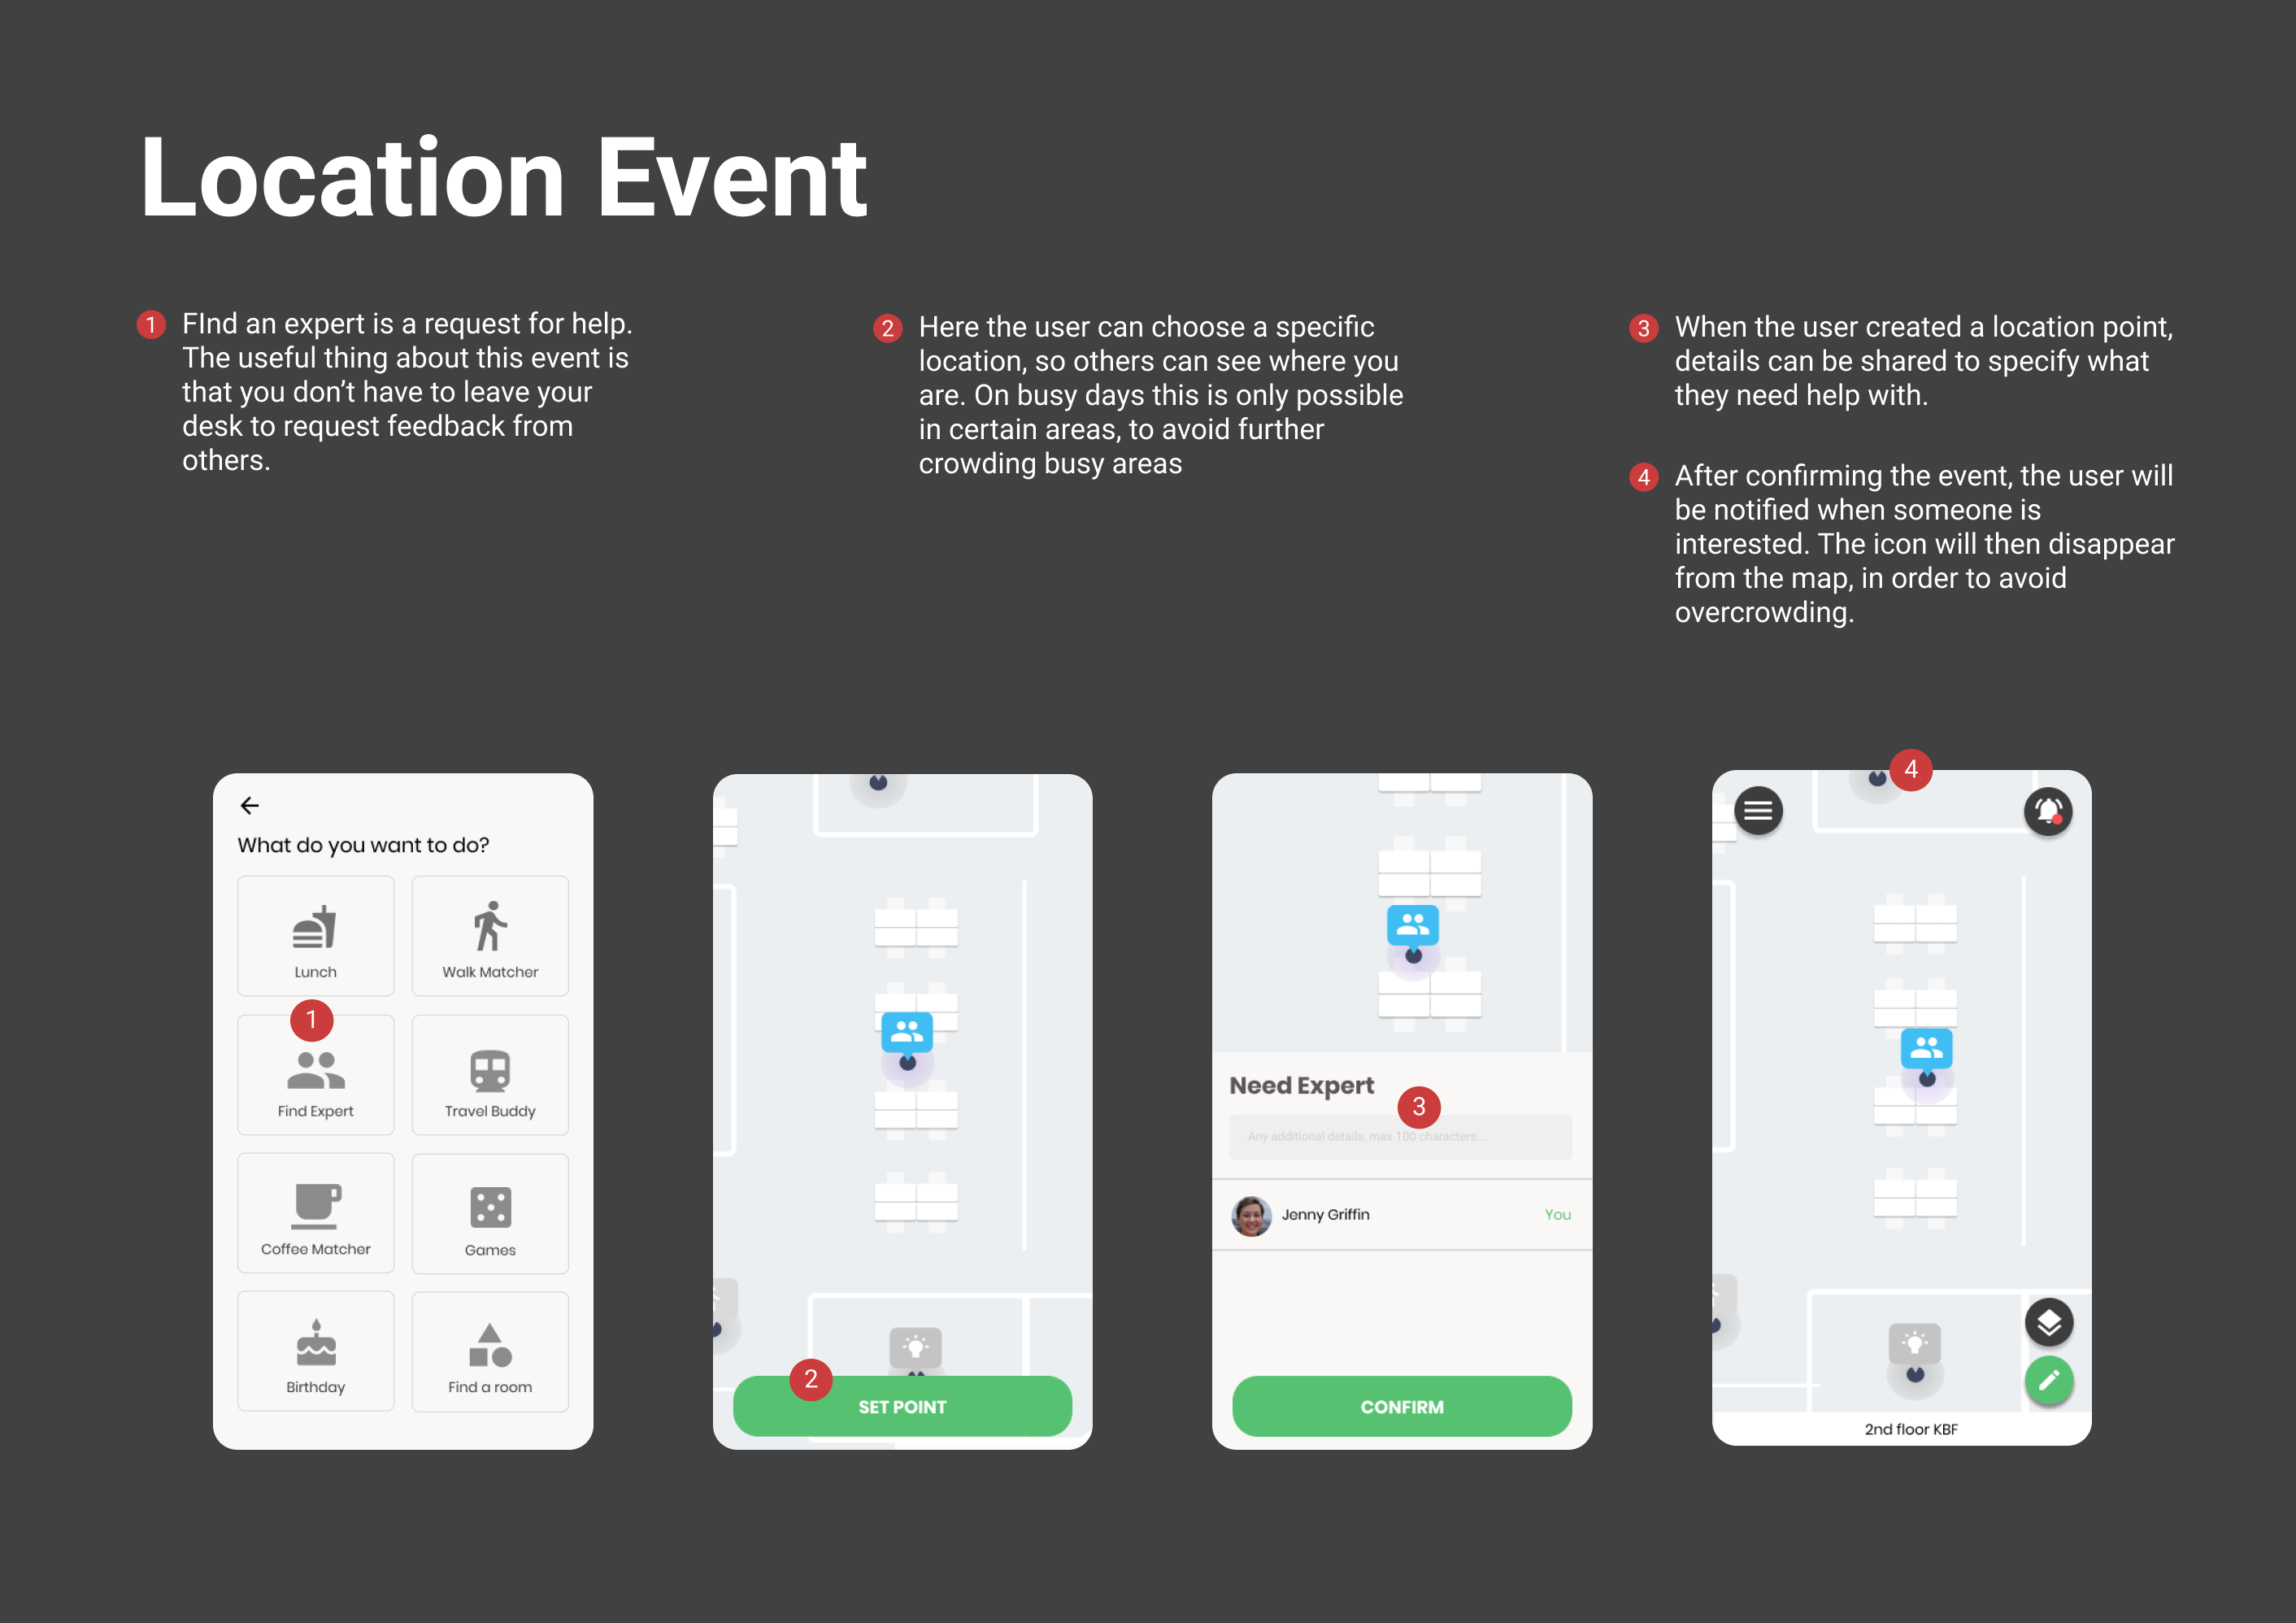 Location Event
1 FInd an expert is a request for help.
The useful thing about this event is
that you don’t have to leave your
desk to request feedback from
others.
2 Here the user can choose a specific
location, so others can see where you
are. On busy days this is only possible
in certain areas, to avoid further
crowding busy areas
3 When the user created a location point,
details can be shared to specify what
they need help with.
4 After confirming the event, the user will
be notified when someone is
interested. The icon will then disappear
from the map, in order to avoid
overcrowding.
What do you want to do?
Lunch
Walk Matcher
1
Find Expert
Travel Buddy
Coffee Matcher
Games
Birthday
Find a room
2
SET POINT
Need Expert
3
Any additional details, max 100 characters...
Jenny Griffin
You
CONFIRM
4
2nd floor KBF